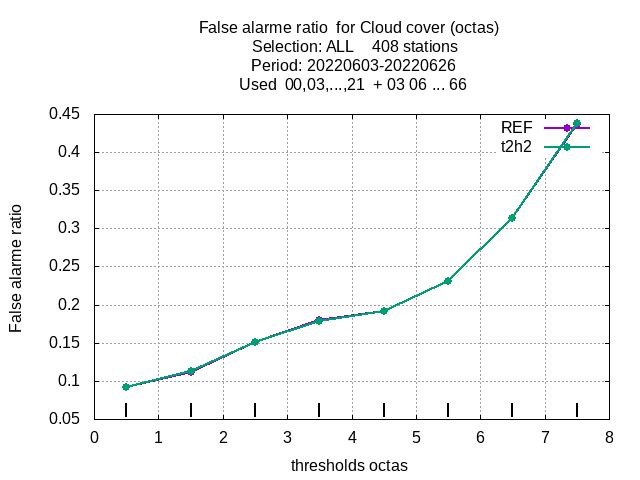 False alarme ratio  for Cloud cover (octas)
Selection: ALL    408 stations
Period: 20220603-20220626
Used  00,03,...,21  + 03 06 ... 66
0.45
0.4
0.35
0.3
0.25
0.2
0.15
0.1
0.05
REF
t2h2
False alarme ratio
0 1 2 3 4 5 6 7 8
thresholds octas